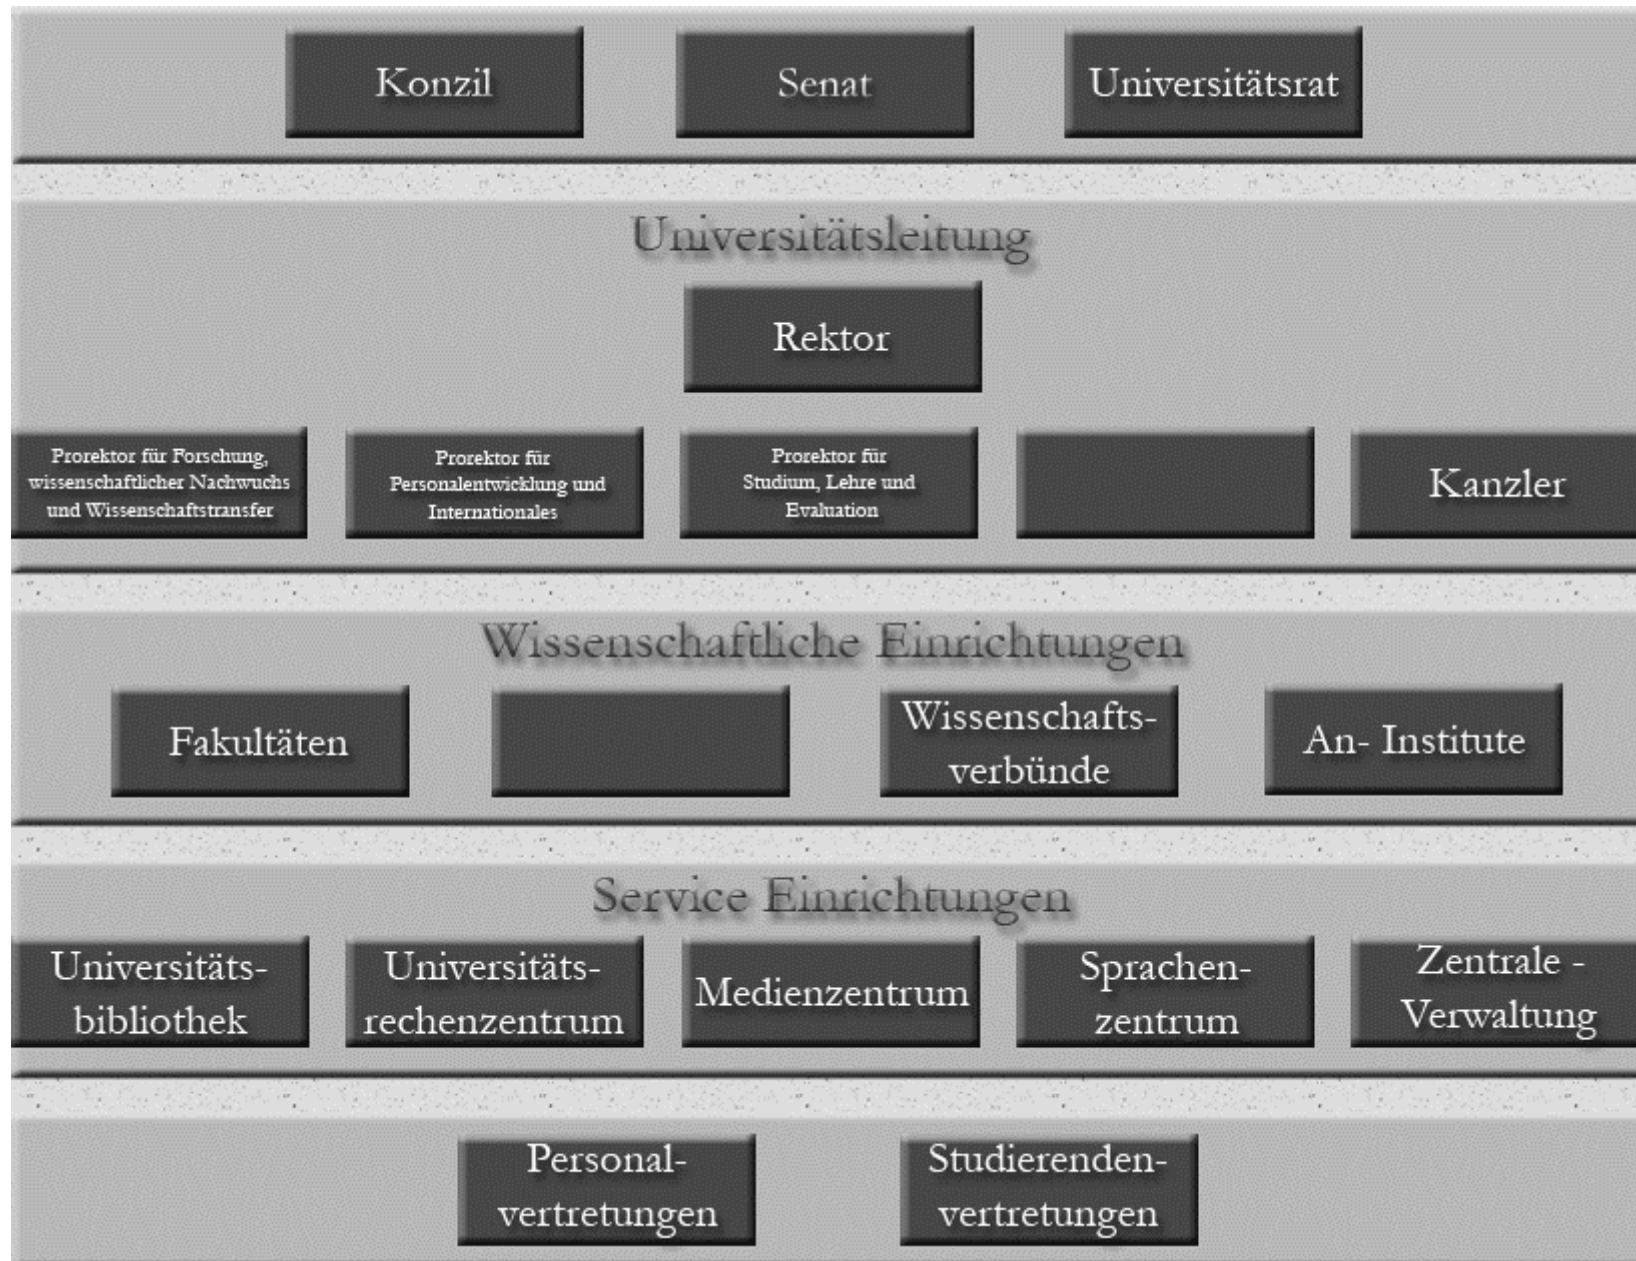 Konzil
Senat
Universitätsrat
Universitätsleitung
Rektor
Prorektor für Forschung,
wissenschaftlicher Nachwuchs
und Wissenschaftstransfer
Prorektor für
Personalentwicklung und
Internationales
Prorektor für
Studium, Lehre und
Evaluation
Kanzler
Wissenschaftliche Einrichtungen
Fakultäten
Wissenschafts-
verbünde
An- Institute
Service Einrichtungen
Universitäts-
bibliothek
Universitäts-
rechenzentrum
Medienzentrum
Sprachen-
zentrum
Zentrale -
Verwaltung
Personal-
vertretungen
Studierenden-
vertretungen